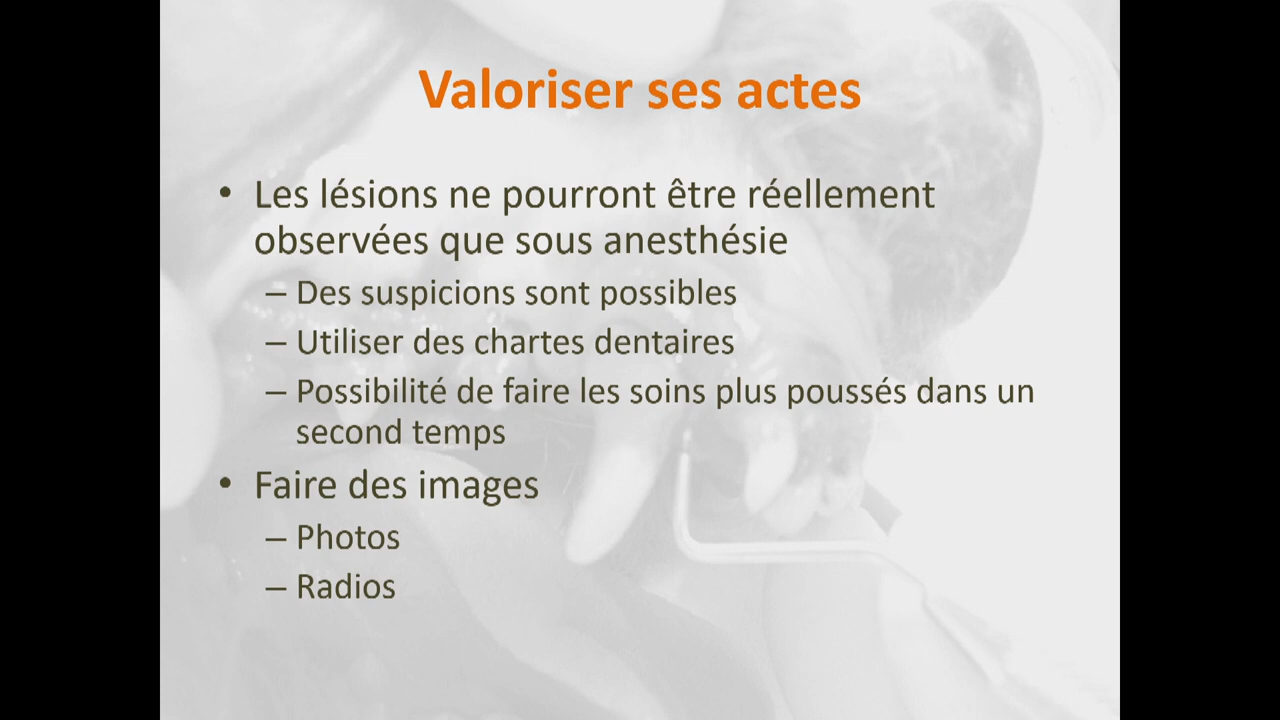 Valoriser ses actes
• Les lésions ne pourront être réellement
observées que sous anesthésie
– Des suspicions sont possibles
– Utiliser des chartes dentaires
– Possibilité de faire les soins plus poussés dans un
second temps
• Faire des images
– Photos
– Radios